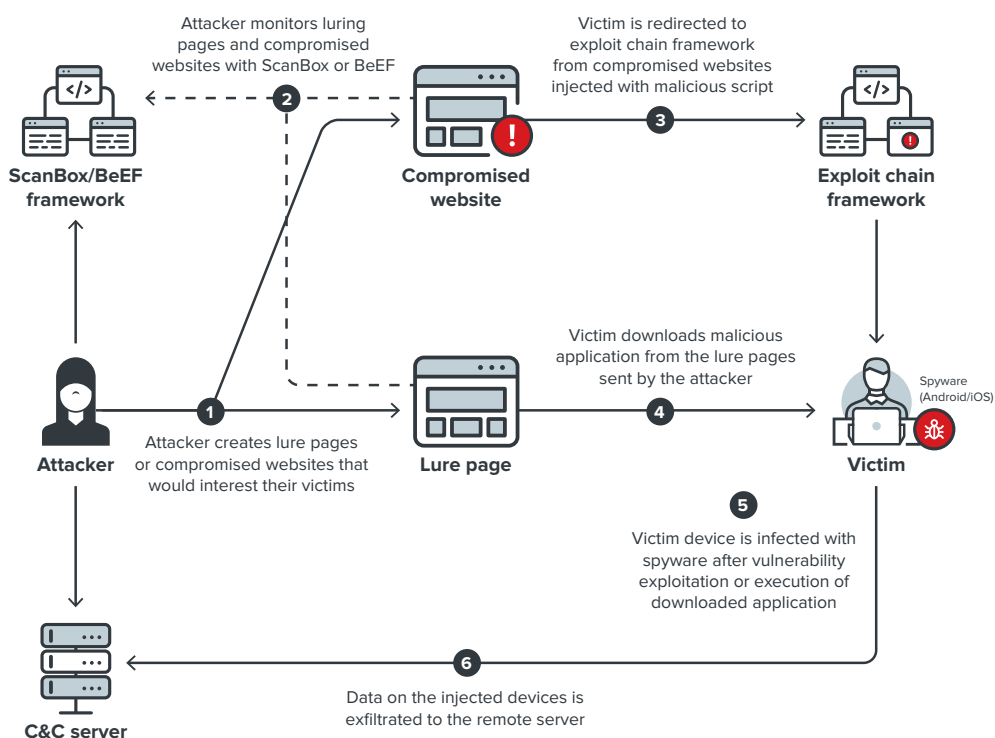 Attacker monitors luring
pages and compromised
websites with ScanBox or BeEF
2
Victim is redirected to
exploit chain framework
from compromised websites
injected with malicious script
3
</>
ScanBox/BeEF
framework
!
Compromised
website
</>
!
Exploit chain
framework
Attacker
1
Attacker creates lure pages
or compromised websites that
would interest their victims
Lure page
Victim downloads malicious
application from the lure pages
sent by the attacker
4
Spyware
(Android/iOS)
Victim
5
Victim device is infected with
spyware after vulnerability
exploitation or execution of
downloaded application
6
Data on the injected devices is
exfiltrated to the remote server
C&C server